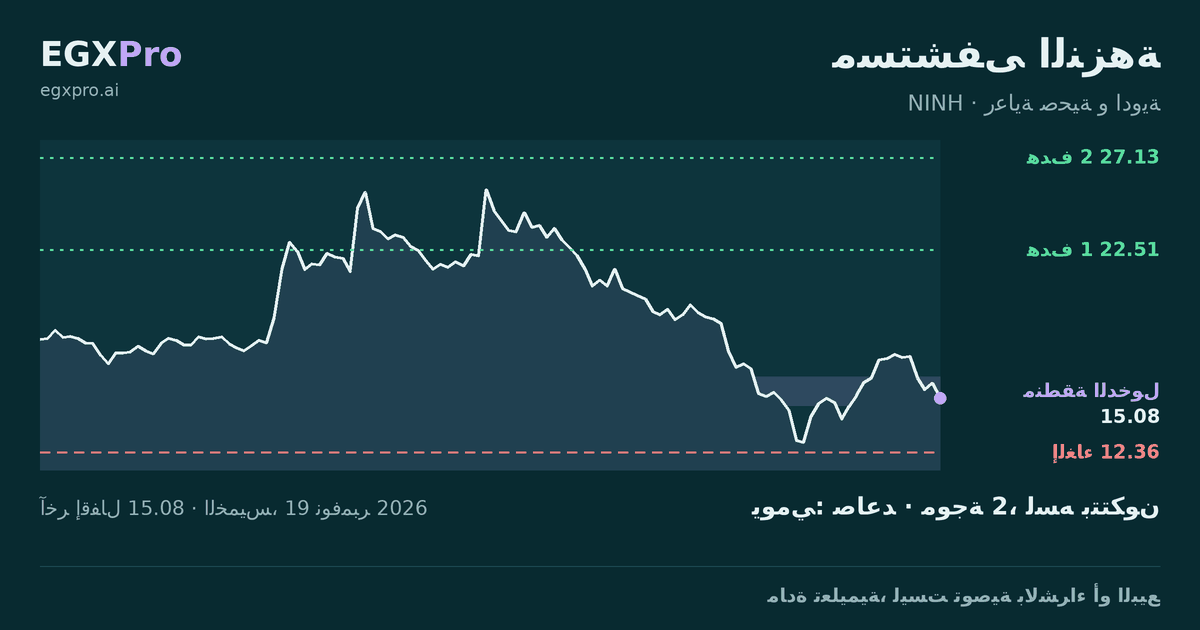 EGXPro
egxpro.ai
مستشفى النزهة
NINH · رعاية صحية و ادوية
هدف 2 27.13
هدف 1 22.51
منطقة الدخول
15.08
إلغاء 12.36
آخر إقفال 15.08 · الخميس، 19 نوفمبر 2026
يومي: صاعد · موجة 2، لسه بتتكون
مادة تعليمية، ليست توصية بالشراء أو البيع